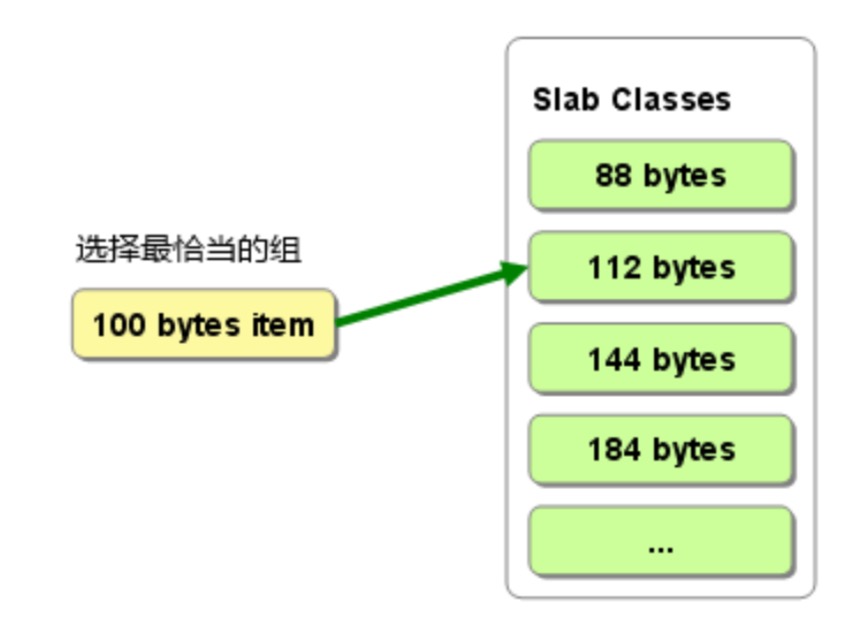 Slab Classes
88 bytes
选择最恰当的组
112 bytes
100 bytes item
144 bytes
184 bytes
...